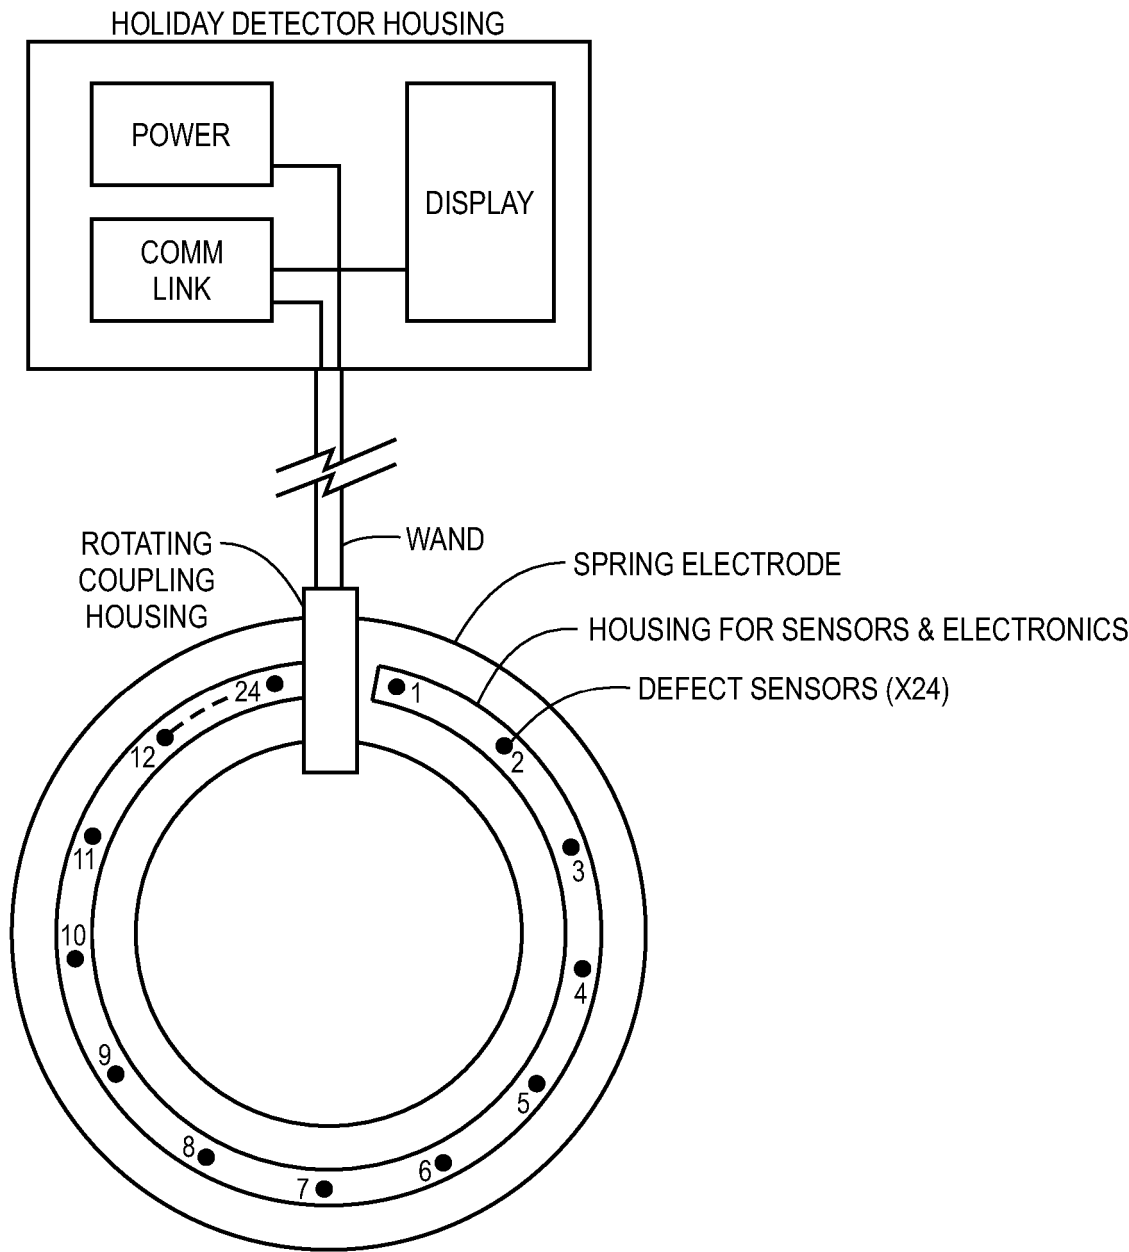 HOLIDAY DETECTOR HOUSING
POWER
DISPLAY
COMM
LINK
ROTATING
COUPLING
HOUSING
WAND
SPRING ELECTRODE
HOUSING FOR SENSORS & ELECTRONICS
DEFECT SENSORS (X24)
24
1
12
2
11
3
10
4
9
5
8
6
7